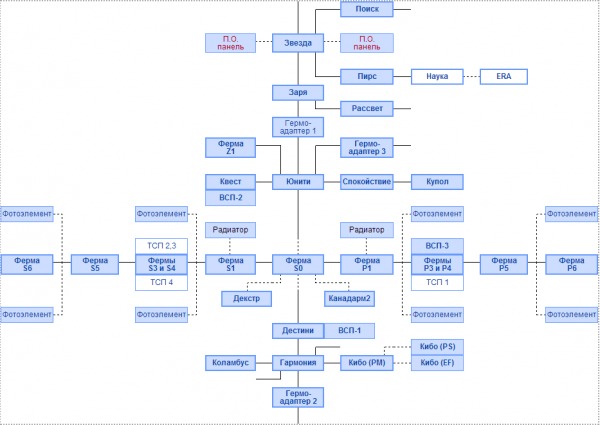 Поиск
П.О.
панель
Звезда
П.О.
панель
Пирс
Наука
ERA
Заря
Рассвет
Гермо-
адаптер 1
Ферма
Z1
Гермо-
адаптер 3
Квест
Юнити
Спокойствие
Купол
ВСП-2
Фотоэлемент
Фотоэлемент
Фотоэлемент
Фотоэлемент
Радиатор
Радиатор
ТСП 2,3
ВСП-3
Ферма
S6
Ферма
S5
Фермы
S3 и S4
Ферма
S1
Ферма
S0
Ферма
P1
Фермы
P3 и P4
Ферма
P5
Ферма
P6
ТСП 4
ТСП 1
Декстр
Канадарм2
Фотоэлемент
Фотоэлемент
Фотоэлемент
Фотоэлемент
Дестини
ВСП-1
Кибо (PS)
Коламбус
Гармония
Кибо (PM)
Кибо (EF)
Гермо-
адаптер 2